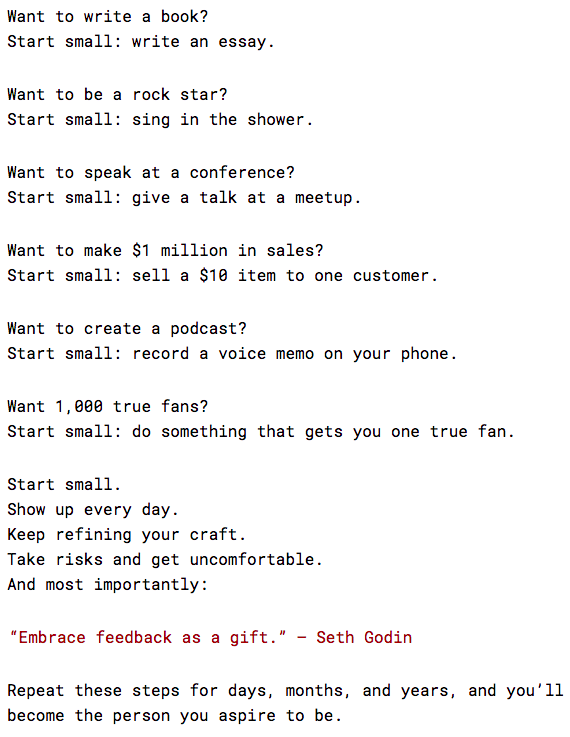 Want to write a book?
Start small: write an essay.
Want to be a rock star?
Start small: sing in the shower.
Want to speak at a conference?
Start small: give a talk at a meetup.
Want to make $1 million in sales?
Start small: sell a $10 item to one customer.
Want to create a podcast?
Start small: record a voice memo on your phone.
Want 1,000 true fans?
Start small: do something that gets you one true fan.
Start small.
Show up every day.
Keep refining your craft.
Take risks and get uncomfortable.
And most importantly:
“Embrace feedback as a gift.” – Seth Godin
Repeat these steps for days, months, and years, and you’ll
become the person you aspire to be.